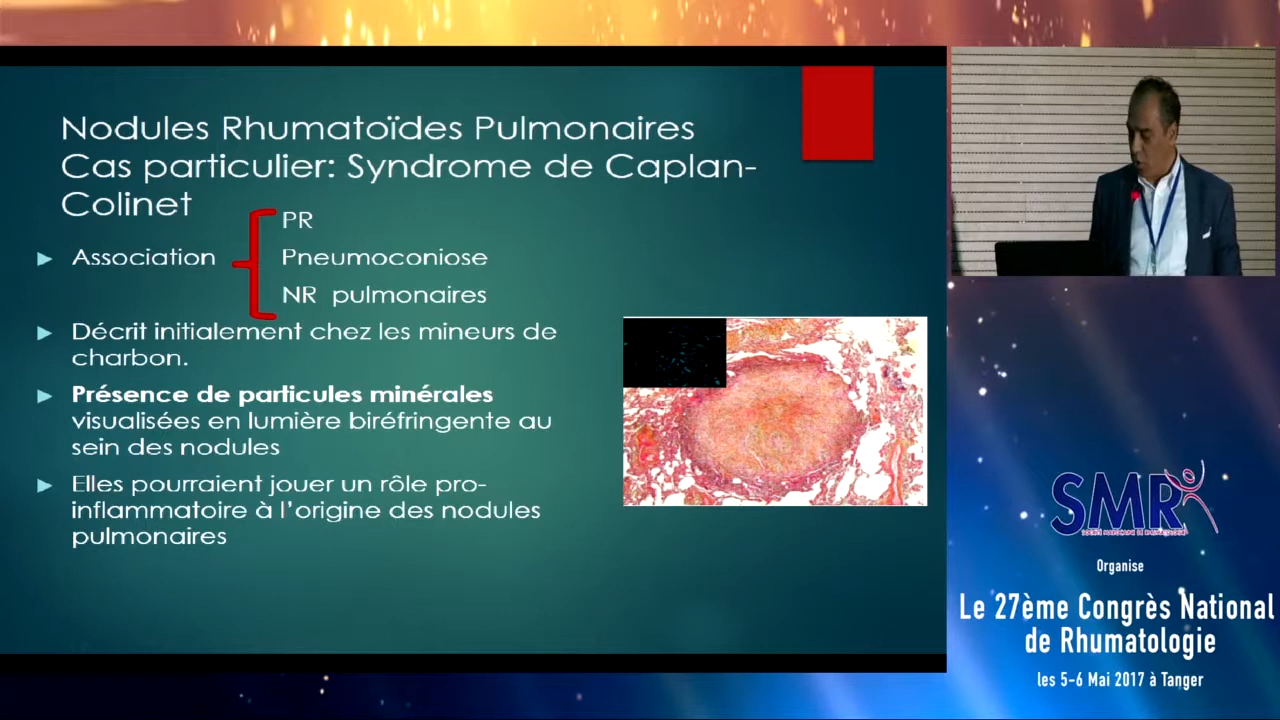 Nodules Rhumatoïdes Pulmonaires
Cas particulier: Syndrome de Caplan-
Colinet
PR
Association
Pneumoconiose
NR pulmonaires
Décrit initialement chez les mineurs de
charbon.
Présence de particules minérales
visualisées en lumière biréfringente au
sein des nodules
Elles pourraient jouer un rôle pro-
inflammatoire à l'origine des nodules
pulmonaires
SMR
Organise
Le 27ème Congrès National
de Rhumatologie
les 5-6 Mai 2017 à Tanger